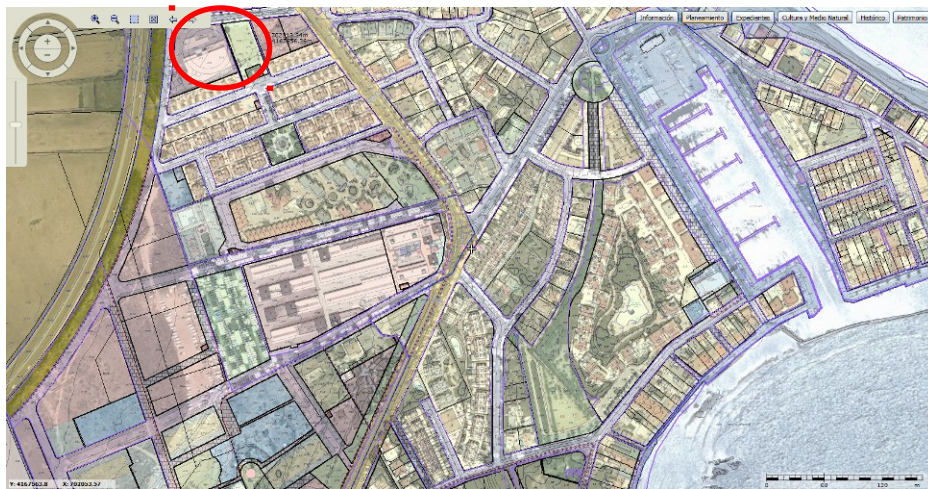 Información Planeamiento Expedientes Cultura y Medio Natural Histórico Patrimonio
Y: 4167563.8 X: 702053.57
0 60 120 m